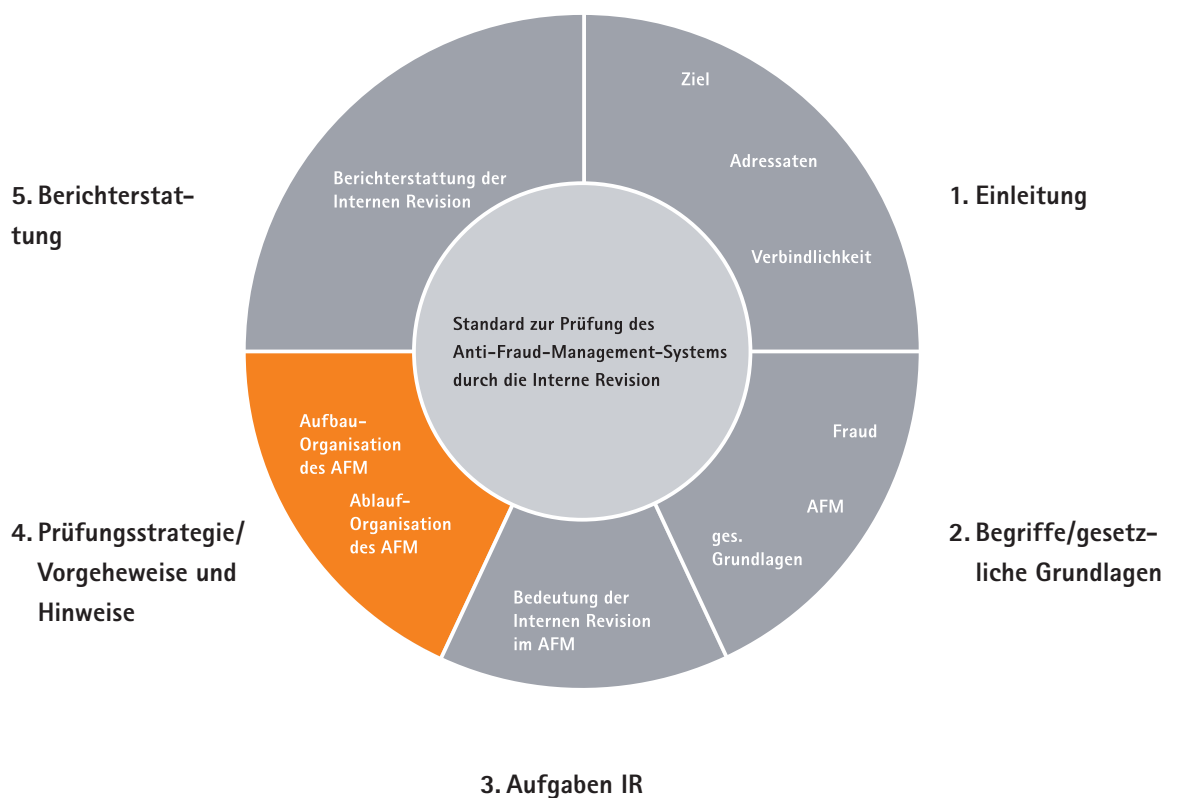 Ziel
Adressaten
Verbindlichkeit
1. Einleitung
Fraud
AFM
ges.
Grundlagen
2. Begriffe/gesetz-
liche Grundlagen
Bedeutung der
Internen Revision
im AFM
3. Aufgaben IR
Aufbau-
Organisation
des AFM
Ablauf-
Organisation
des AFM
4. Prüfungsstrategie/
Vorgeheweise und
Hinweise
Berichterstattung der
Internen Revision
5. Berichterstat-
tung
Standard zur Prüfung des
Anti-Fraud-Management-Systems
durch die Interne Revision